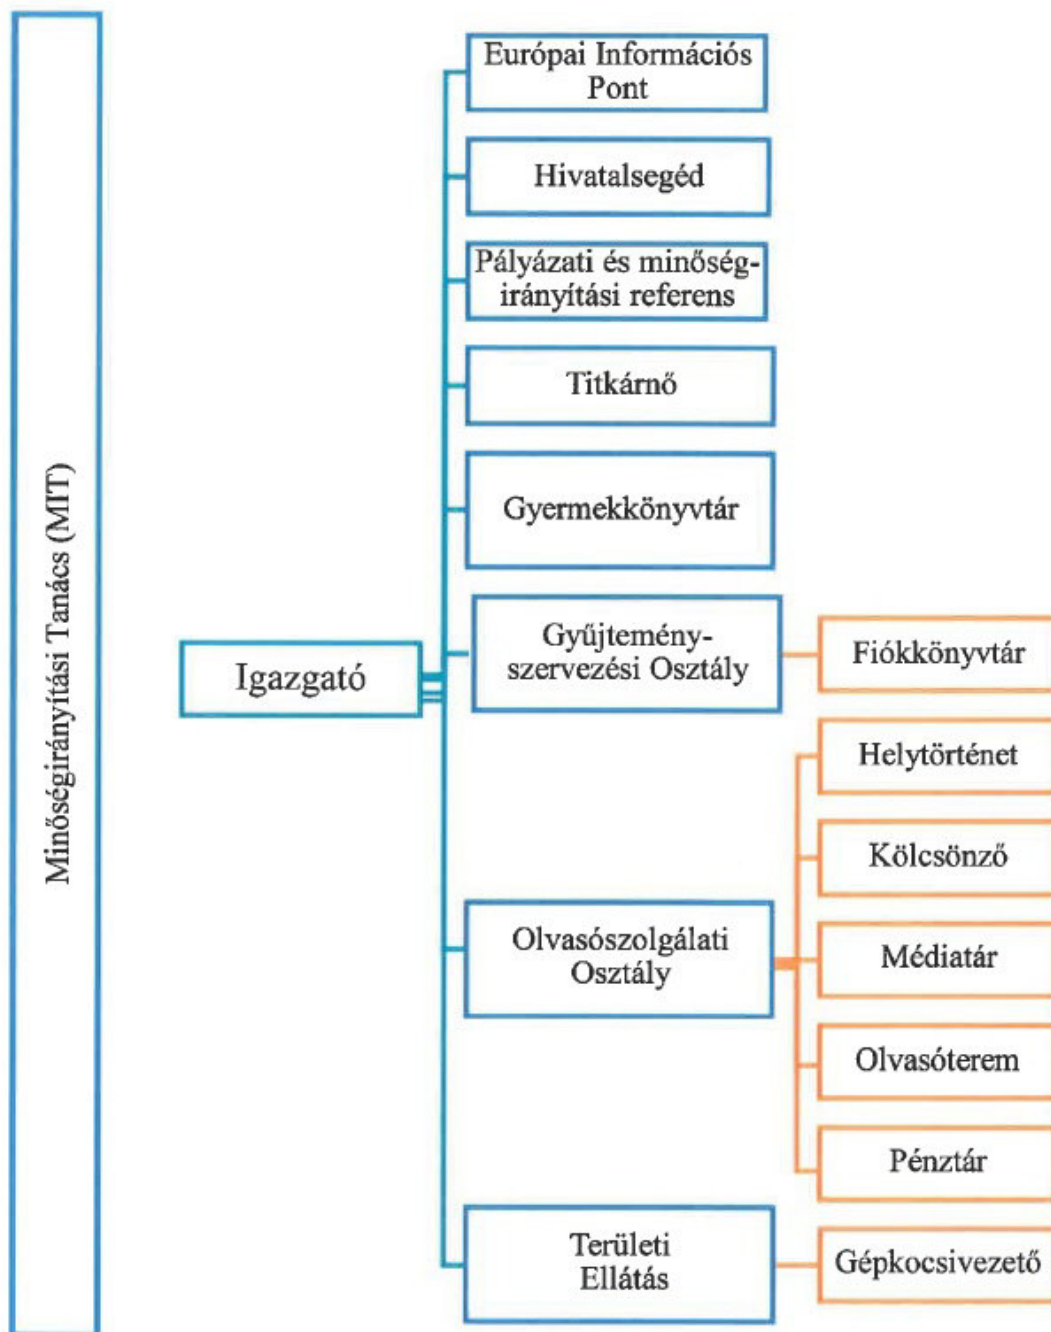 Minőségirányítási Tanács (MIT)
Igazgató
Európai Információs
Pont
Hivatalsegéd
Pályázati és minőség-
irányítási referens
Titkárnő
Gyermekkönyvtár
Gyűjtemény-
szervezési Osztály
Fiókkönyvtár
Olvasószolgálati
Osztály
Helytörténet
Kölcsönző
Médiatár
Olvasóterem
Pénztár
Területi
Ellátás
Gépkocsivezető